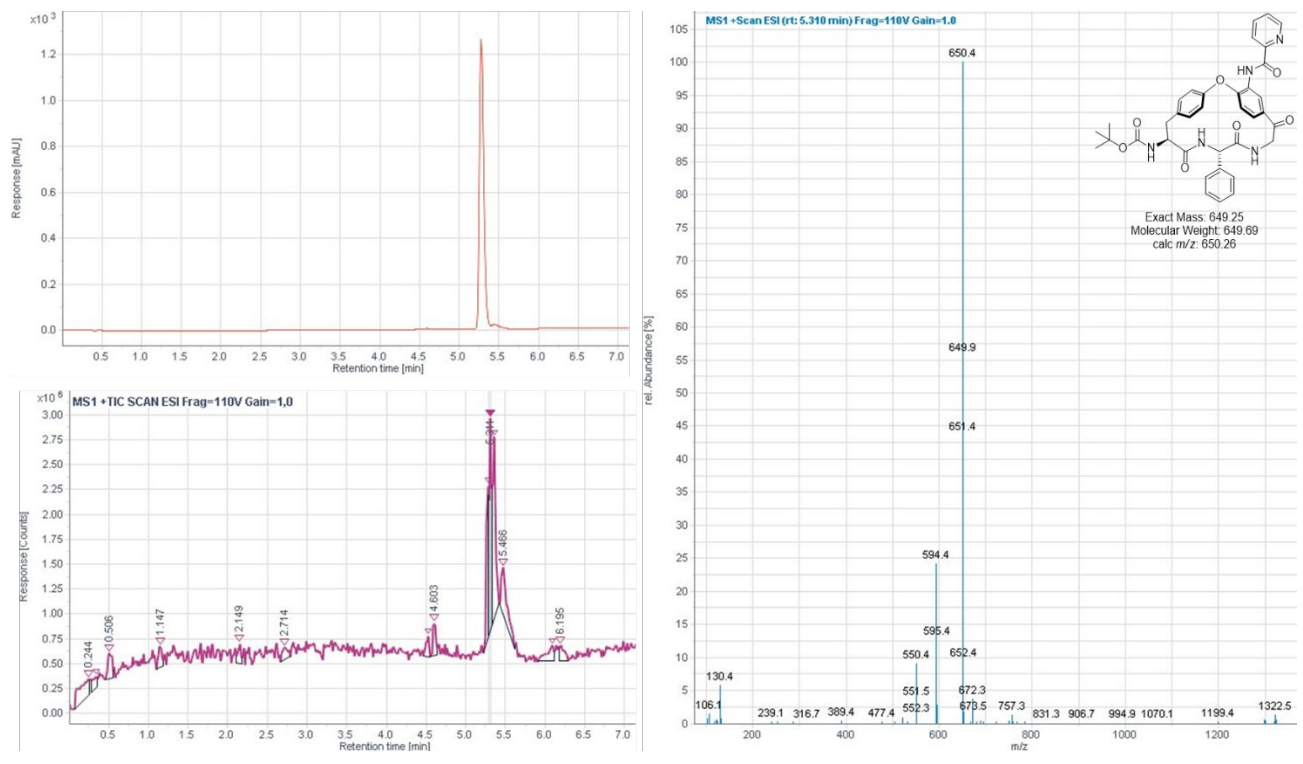 ×10 3
1.2
1.0
0.8
0.6
0.4
0.2
0.0
Response [mAU]
0.5 1.0 1.5 2.0 2.5 3.0 3.5 4.0 4.5 5.0 5.5 6.0 6.5 7.0
Retention time [min]
×10 6
MS1 +TIC SCAN ESI Frag=110V Gain=1,0
3.00
2.75
2.50
2.25
2.00
1.75
1.50
1.25
1.00
0.75
0.50
0.25
0.00
Response [Counts]
10.244
10.506
1.147
2.149
2.714
4.603
15.466
6.195
0.5 1.0 1.5 2.0 2.5 3.0 3.5 4.0 4.5 5.0 5.5 6.0 6.5 7.0
Retention time [min]
MS1 +Scan ESI (rt: 5.310 min) Frag=110V Gain=1.0
105
100
95
90
85
80
75
70
65
60
55
50
45
40
35
30
25
20
15
10
5
0
rel. Abundance [%]
650.4
649.9
651.4
594.4
595.4
550.4
652.4
130.4
551.5
672.3
106.1
552.3
673.5
757.3
239.1
316.7
389.4
477.4
831.3
906.7
994.9
1070.1
1199.4
1322.5
200 400 600 800 1000 1200
m/z
N
HN
O
O
O
O
O
N
H
O
H
N
O
N
H
O
Exact Mass: 649.25
Molecular Weight: 649.69
calc m/z: 650.26